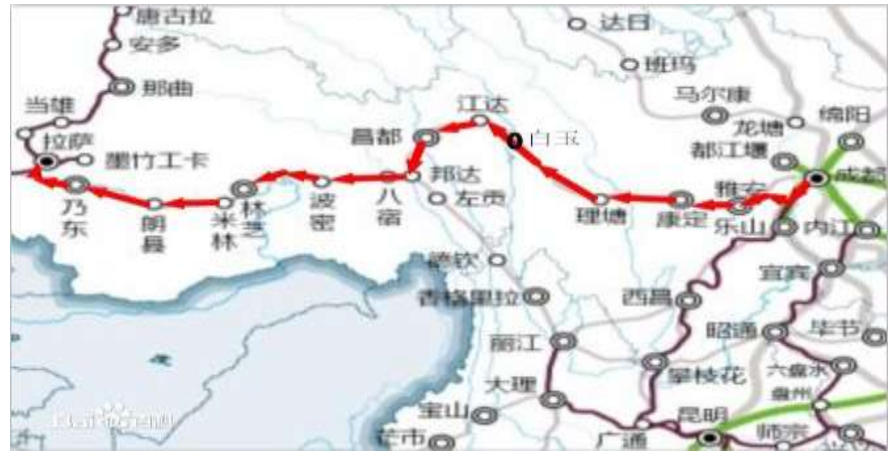 唐古拉
安多
那曲
当雄
拉萨
墨竹工卡
乃东
朗县
米林
林芝
波密
八宿
邦达
左贡
昌都
江达
白玉
达日
班玛
马尔康
龙塘
绵阳
都江堰
成都
雅安
康定
理塘
乐山
内江
宜宾
德钦
香格里拉
西昌
丽江
昭通
毕节
大理
攀枝花
六盘水
盘州
宝山
昆明
芒市
广通
师宗
Bai百科